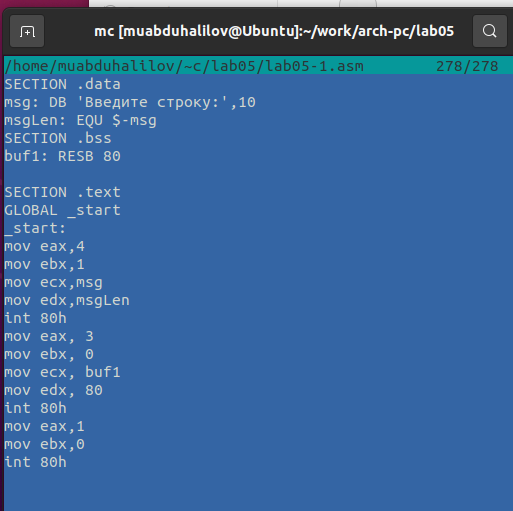 mc [muabduhalilov@Ubuntu]:~/work/arch-pc/lab05
/home/muabduhalilov/~c/lab05/lab05-1.asm 278/278
SECTION .data
msg: DB 'Введите строку:',10
msgLen: EQU $-msg
SECTION .bss
buf1: RESB 80
SECTION .text
GLOBAL _start
_start:
mov eax,4
mov ebx,1
mov ecx,msg
mov edx,msgLen
int 80h
mov eax, 3
mov ebx, 0
mov ecx, buf1
mov edx, 80
int 80h
mov eax,1
mov ebx,0
int 80h